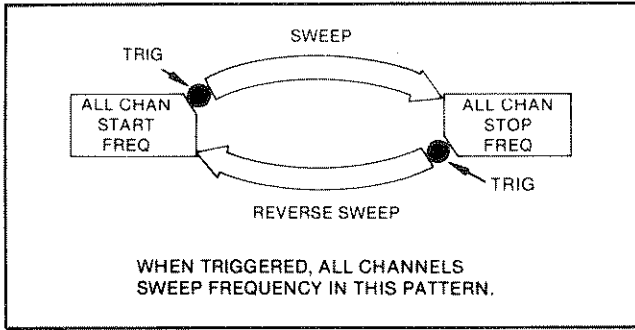 SWEEP
TRIG
ALL CHAN
START
FREQ
ALL CHAN
STOP
FREQ
TRIG
REVERSE SWEEP
WHEN TRIGGERED, ALL CHANNELS
SWEEP FREQUENCY IN THIS PATTERN.